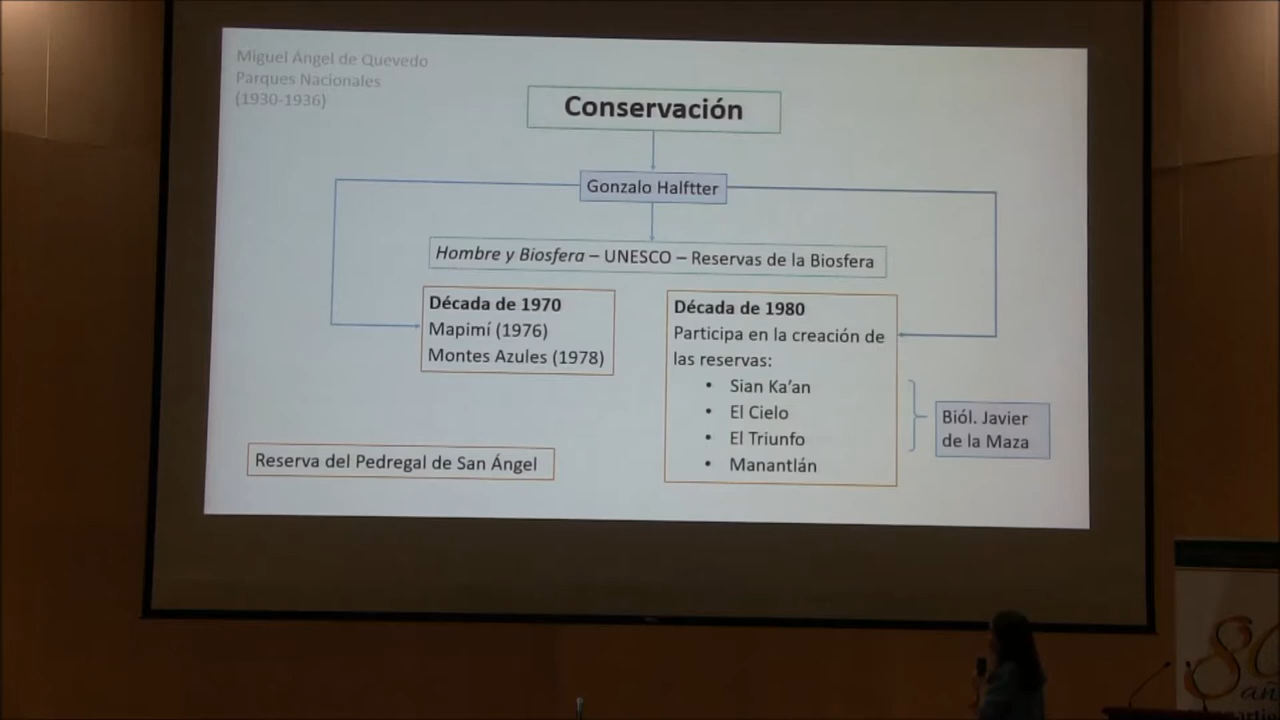 Miguel Ángel de Quevedo
Parques Nacionales
(1930-1936)
Conservación
Gonzalo Halftter
Hombre y Biosfera – UNESCO – Reservas de la Biosfera
Década de 1970
Mapimí (1976)
Montes Azules (1978)
Década de 1980
Participa en la creación de
las reservas:
• Sian Ka’an
• El Cielo
• El Triunfo
• Manantlán
Biól. Javier
de la Maza
Reserva del Pedregal de San Ángel